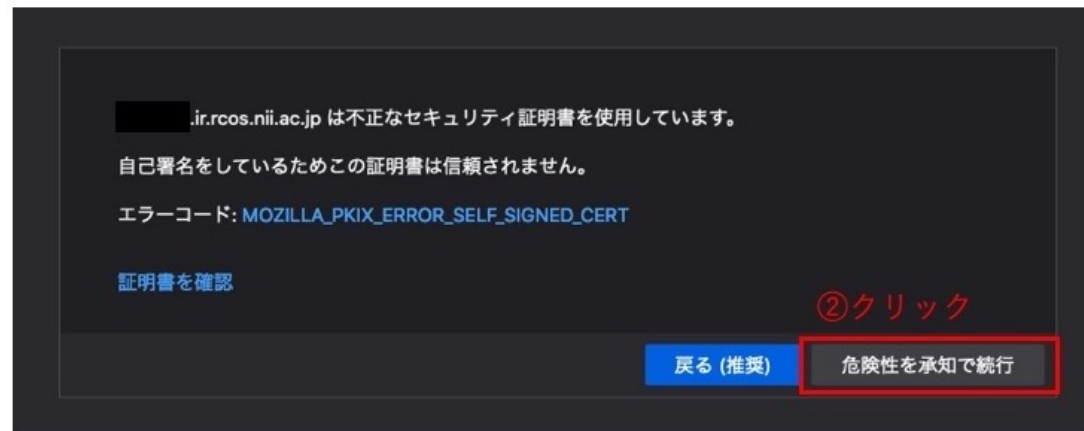 .ir.rcos.nii.ac.jp は不正なセキュリティ証明書を使用しています。
自己署名をしているためこの証明書は信頼されません。
エラーコード: MOZILLA_PKIX_ERROR_SELF_SIGNED_CERT
証明書を確認
②クリック
戻る (推奨) 危険性を承知で続行